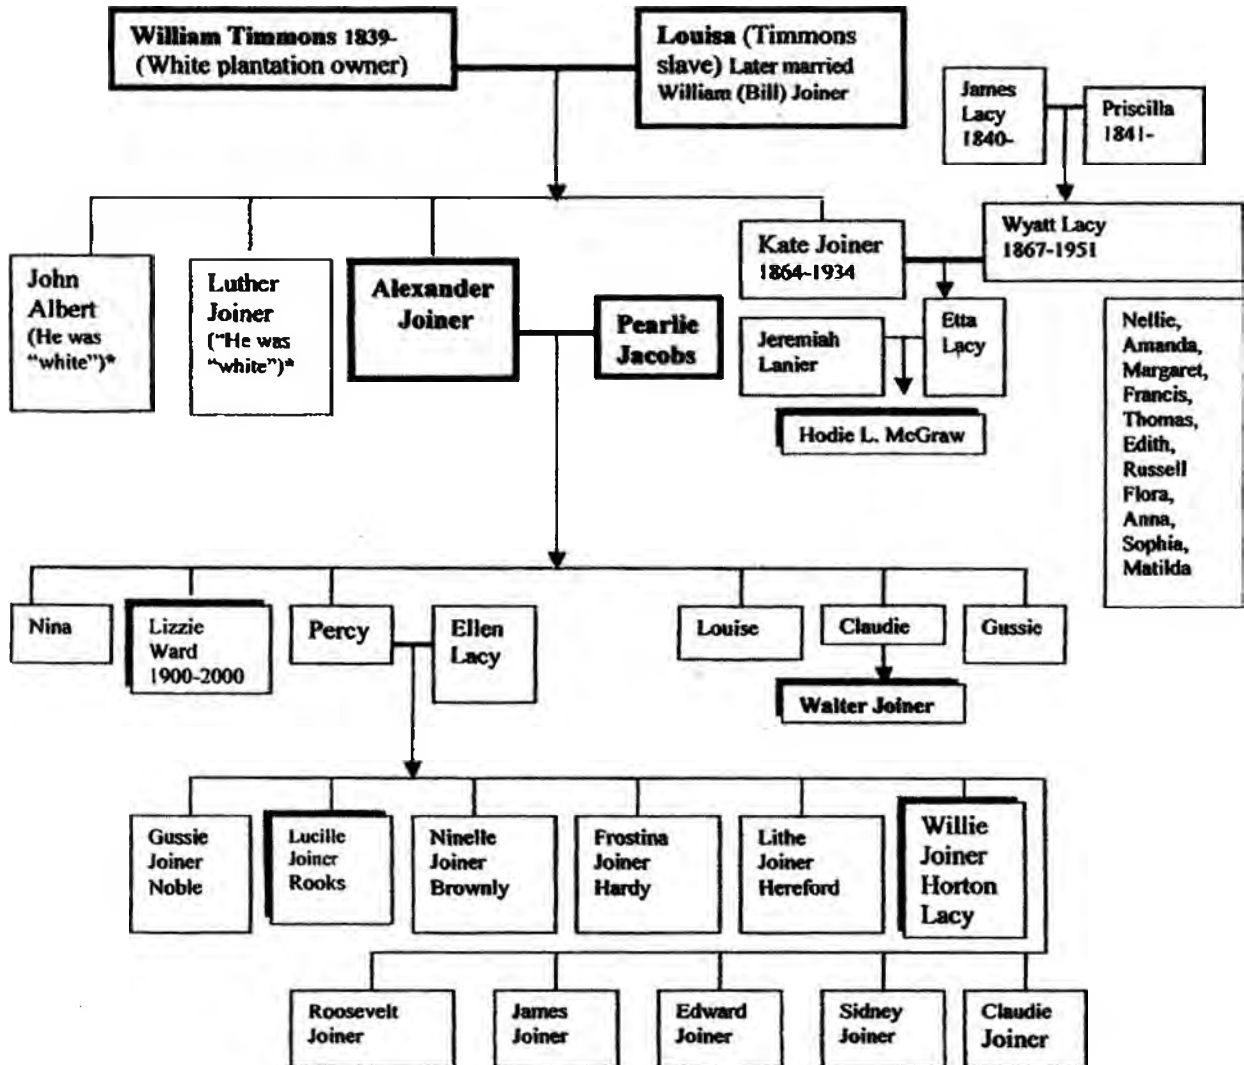 William Timmons 1839-
(White plantation owner)
Louisa (Timmons
slave) Later married
William (Bill) Joiner
James
Lacy
1840-
Priscilla
1841-
John
Albert
(He was
“white”)*
Luther
Joiner
(“He was
“white”)*
Alexander
Joiner
Pearlie
Jacobs
Kate Joiner
1864-1934
Wyatt Lacy
1867-1951
Jeremiah
Lanier
Etta
Lacy
Hodie L. McGraw
Nellie,
Amanda,
Margaret,
Francis,
Thomas,
Edith,
Russell
Flora,
Anna,
Sophia,
Matilda
Nina
Lizzie
Ward
1900-2000
Percy
Ellen
Lacy
Louise
Claudie
Gussie
Walter Joiner
Gussie
Joiner
Noble
Lucille
Joiner
Rooks
Ninelle
Joiner
Brownly
Frostina
Joiner
Hardy
Lithe
Joiner
Hereford
Willie
Joiner
Horton
Lacy
Roosevelt
Joiner
James
Joiner
Edward
Joiner
Sidney
Joiner
Claudie
Joiner